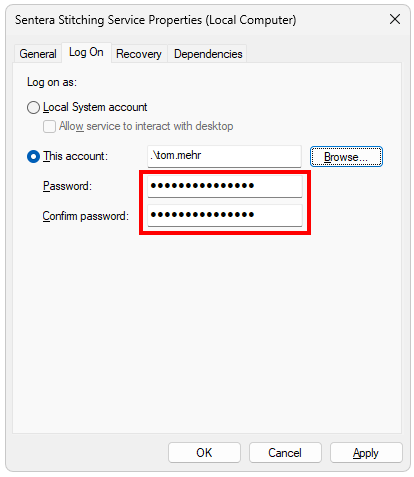 Sentera Stitching Service Properties (Local Computer)
General Log On Recovery Dependencies
Log on as:
Local System account
Allow service to interact with desktop
This account: .\tom.mehr Browse...
Password: ●●●●●●●●●●●●●●●
Confirm password: ●●●●●●●●●●●●●●●
OK Cancel Apply